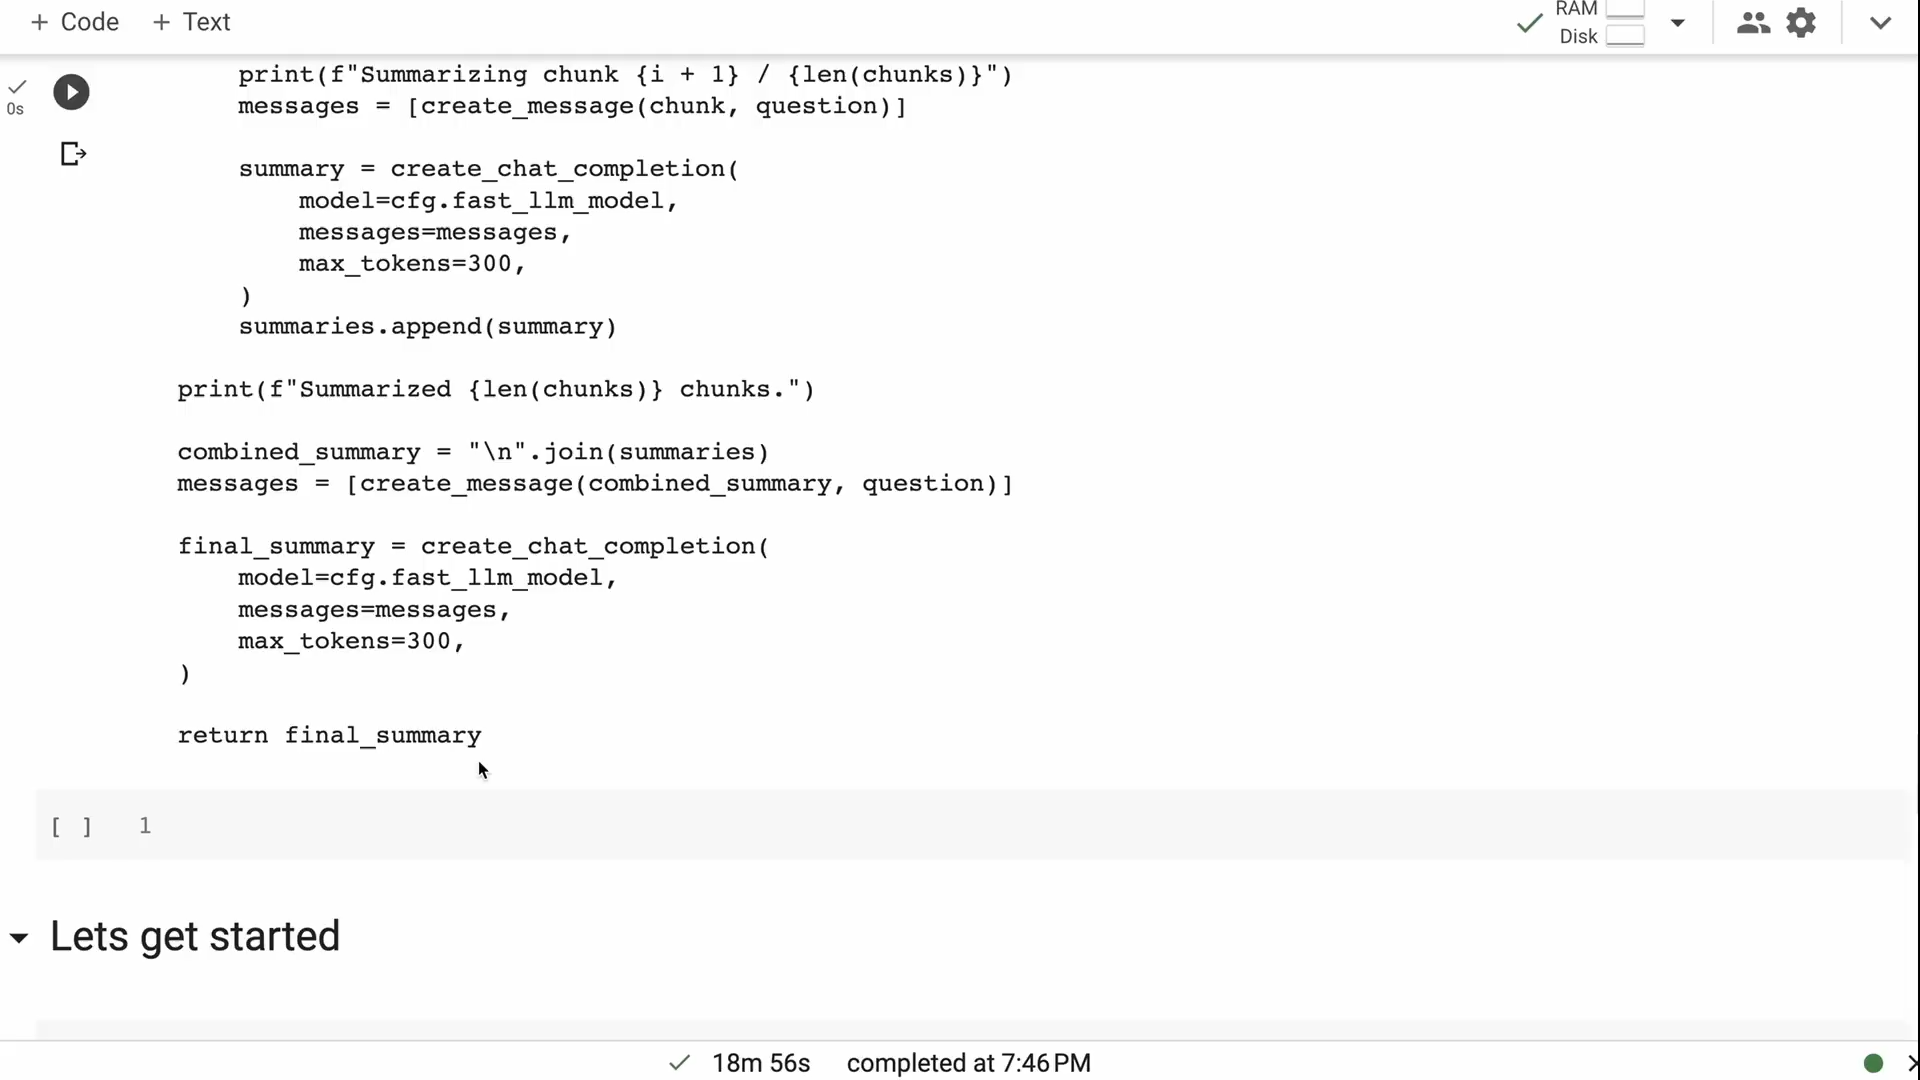 + Code + Text
RAM
Disk
0s
print(f"Summarizing chunk {i + 1} / {len(chunks)}")
messages = [create_message(chunk, question)]
summary = create_chat_completion(
model=cfg.fast_llm_model,
messages=messages,
max_tokens=300,
)
summaries.append(summary)
print(f"Summarized {len(chunks)} chunks.")
combined_summary = "\n".join(summaries)
messages = [create_message(combined_summary, question)]
final_summary = create_chat_completion(
model=cfg.fast_llm_model,
messages=messages,
max_tokens=300,
)
return final_summary
[ ] 1
Lets get started
18m 56s completed at 7:46 PM